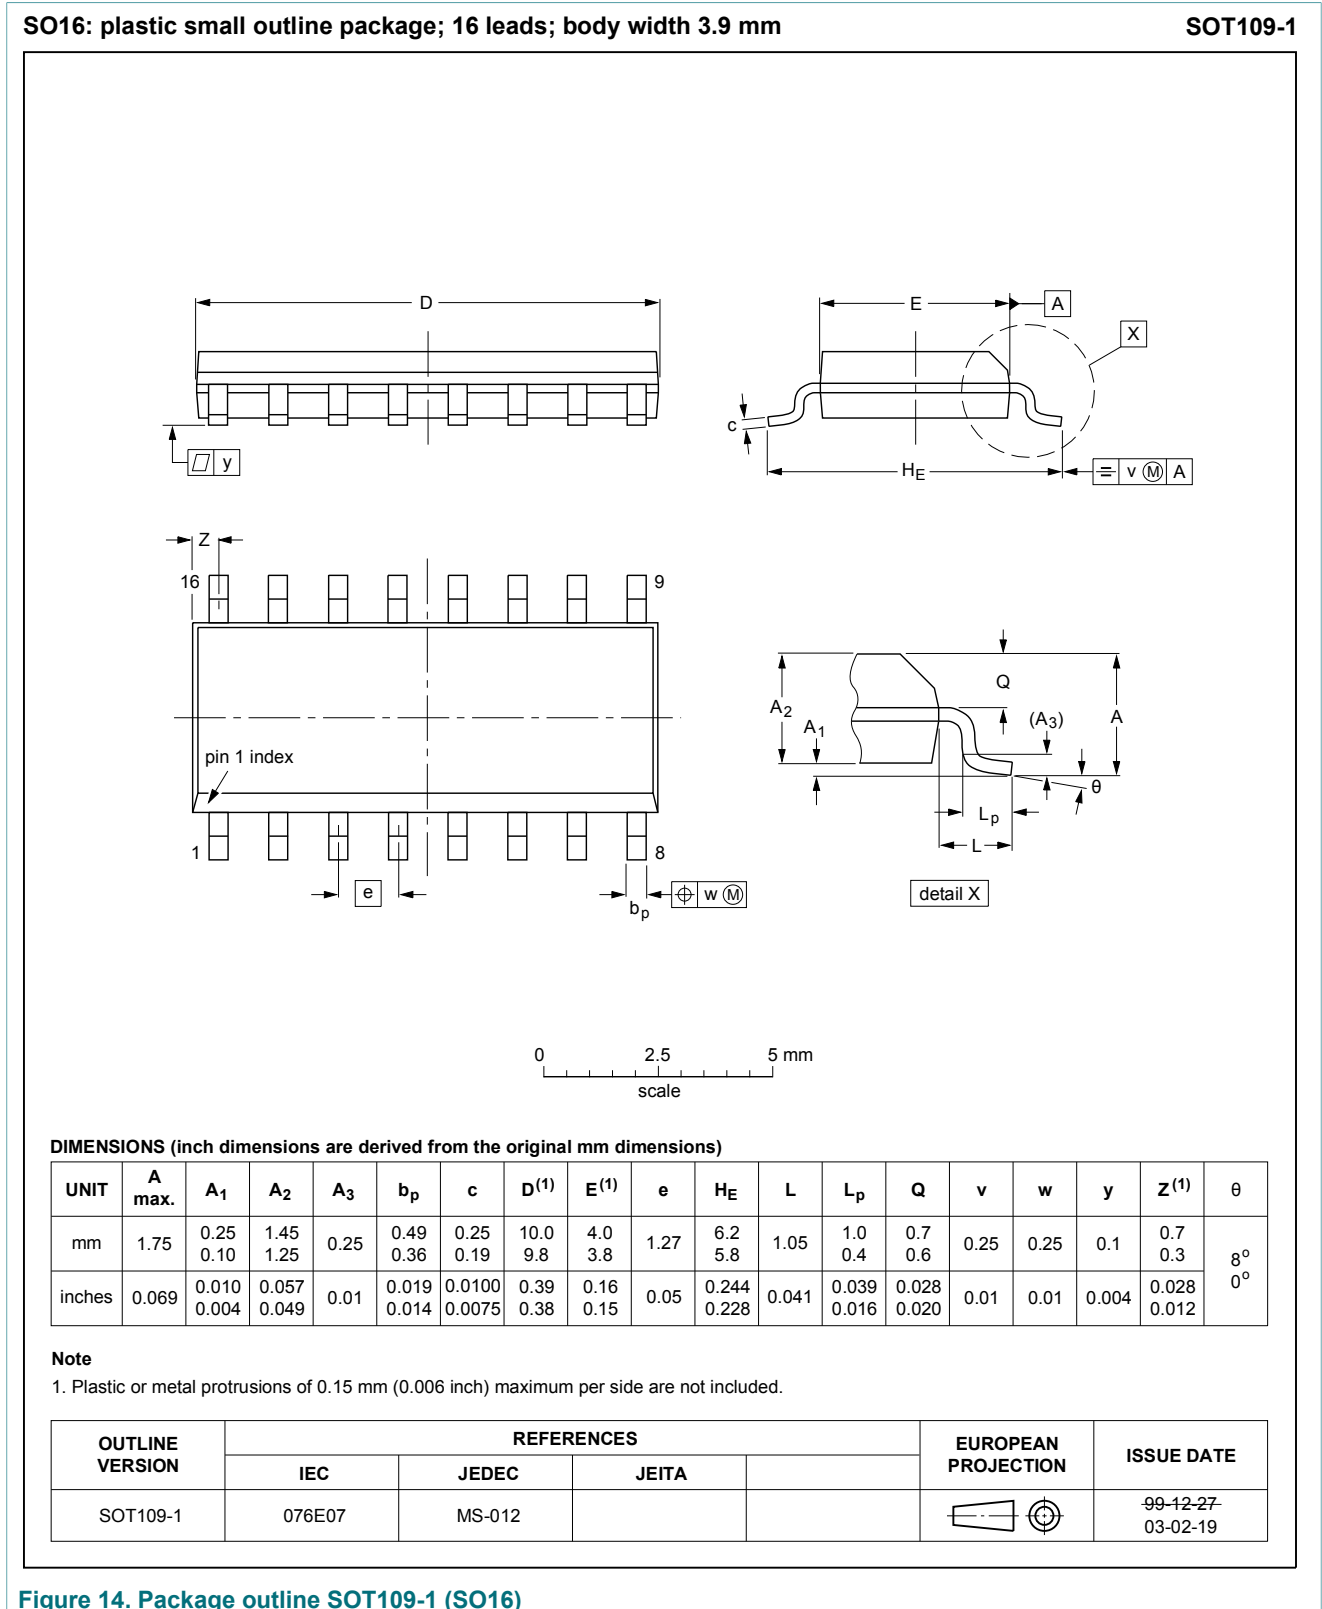 SO16: plastic small outline package; 16 leads; body width 3.9 mm SOT109-1
D
y
E A
X
c
HE
v M A
Z
16 9
pin 1 index
1 8
e
bp
w M
Q
A2
A1
(A3)
A
θ
Lp
L
detail X
0 2.5 5 mm
scale
DIMENSIONS (inch dimensions are derived from the original mm dimensions)
UNIT A max. A1 A2 A3 bp c D(1) E(1) e HE L Lp Q v w y Z(1) θ
mm 1.75 0.25 0.10 1.45 1.25 0.25 0.49 0.36 0.25 0.19 10.0 9.8 4.0 3.8 1.27 6.2 5.8 1.05 1.0 0.4 0.7 0.6 0.25 0.25 0.1 0.7 0.3 8° 0°
inches 0.069 0.010 0.004 0.057 0.049 0.01 0.019 0.014 0.0100 0.0075 0.39 0.38 0.16 0.15 0.05 0.244 0.228 0.041 0.039 0.016 0.028 0.020 0.01 0.01 0.004 0.028 0.012
Note
1. Plastic or metal protrusions of 0.15 mm (0.006 inch) maximum per side are not included.
OUTLINE VERSION REFERENCES EUROPEAN PROJECTION ISSUE DATE
IEC JEDEC JEITA
SOT109-1 076E07 MS-012 99-12-27 03-02-19
Figure 14. Package outline SOT109-1 (SO16)